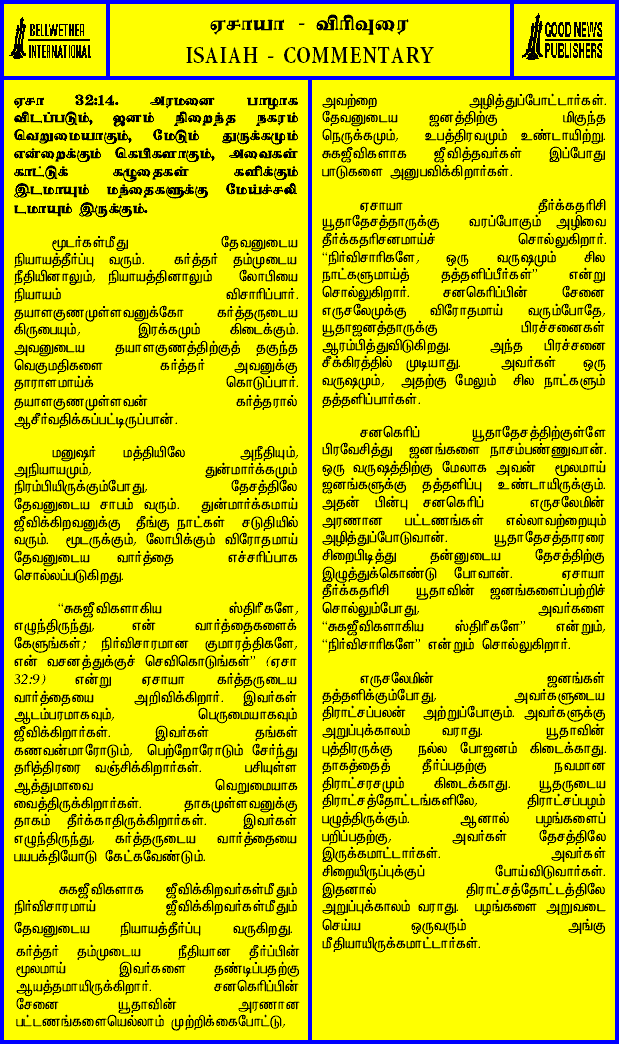 BELLWETHER
INTERNATIONAL
ஏசாயா - விரிவுரை
ISAIAH - COMMENTARY
GOOD NEWS
PUBLISHERS
ஏசா 32:14. அரமனை பாழாக
விடப்படும், ஜனம் நிறைந்த நகரம்
வெறுமையாகும், மேடும் துருக்கமும்
என்றைக்கும் கெபிகளாகும், அவைகள்
காட்டுக் கழுதைகள் களிக்கும்
இடமாயும் மந்தைகளுக்கு மேய்ச்சலி
டமாயும் இருக்கும்.
மூடர்கள்மீது தேவனுடைய
நியாயத்தீர்ப்பு வரும். கர்த்தர் தம்முடைய
நீதியினாலும், நியாயத்தினாலும் லோபியை
நியாயம் விசாரிப்பார்.
தயாளகுணமுள்ளவனுக்கோ கர்த்தருடைய
கிருபையும், இரக்கமும் கிடைக்கும்.
அவனுடைய தயாளகுணத்திற்குத் தகுந்த
வெகுமதிகளை கர்த்தர் அவனுக்கு
தாராளமாய்க் கொடுப்பார்.
தயாளகுணமுள்ளவன் கர்த்தரால்
ஆசீர்வதிக்கப்பட்டிருப்பான்.
மனுஷர் மத்தியிலே அநீதியும்,
அநியாயமும், துன்மார்க்கமும்
நிரம்பியிருக்கும்போது, தேசத்திலே
தேவனுடைய சாபம் வரும். துன்மார்க்கமாய்
ஜீவிக்கிறவனுக்கு தீங்கு நாட்கள் சடுதியில்
வரும். மூடருக்கும், லோபிக்கும் விரோதமாய்
தேவனுடைய வார்த்தை எச்சரிப்பாக
சொல்லப்படுகிறது.
“சுகஜீவிகளாகிய ஸ்திரீகளே,
எழுந்திருந்து, என் வார்த்தைகளைக்
கேளுங்கள்; நிர்விசாரமான குமாரத்திகளே,
என் வசனத்துக்குச் செவிகொடுங்கள்” (ஏசா
32:9) என்று ஏசாயா கர்த்தருடைய
வார்த்தையை அறிவிக்கிறார். இவர்கள்
ஆடம்பரமாகவும், பெருமையாகவும்
ஜீவிக்கிறார்கள். இவர்கள் தங்கள்
கணவன்மாரோடும், பெற்றோரோடும் சேர்ந்து
தரித்திரரை வஞ்சிக்கிறார்கள். பசியுள்ள
ஆத்துமாவை வெறுமையாக
வைத்திருக்கிறார்கள். தாகமுள்ளவனுக்கு
தாகம் தீர்க்காதிருக்கிறார்கள். இவர்கள்
எழுந்திருந்து, கர்த்தருடைய வார்த்தையை
பயபக்தியோடு கேட்கவேண்டும்.
சுகஜீவிகளாக ஜீவிக்கிறவர்கள்மீதும்
நிர்விசாரமாய் ஜீவிக்கிறவர்கள்மீதும்
தேவனுடைய நியாயத்தீர்ப்பு வருகிறது.
கர்த்தர் தம்முடைய நீதியான தீர்ப்பின்
மூலமாய் இவர்களை தண்டிப்பதற்கு
ஆயத்தமாயிருக்கிறார். சனகெரிப்பின்
சேனை யூதாவின் அரணான
பட்டணங்களையெல்லாம் முற்றிக்கைபோட்டு,
அவற்றை அழித்துப்போட்டார்கள்.
தேவனுடைய ஜனத்திற்கு மிகுந்த
நெருக்கமும், உபத்திரவமும் உண்டாயிற்று.
சுகஜீவிகளாக ஜீவித்தவர்கள் இப்போது
பாடுகளை அனுபவிக்கிறார்கள்.
ஏசாயா தீர்க்கதரிசி
யூதாதேசத்தாருக்கு வரப்போகும் அழிவை
தீர்க்கதரிசனமாய்ச் சொல்லுகிறார்.
“நிர்விசாரிகளே, ஒரு வருஷமும் சில
நாட்களுமாய்த் தத்தளிப்பீர்கள்” என்று
சொல்லுகிறார். சனகெரிப்பின் சேனை
எருசலேமுக்கு விரோதமாய் வரும்போதே,
யூதாஜனத்தாருக்கு பிரச்சனைகள்
ஆரம்பித்துவிடுகிறது. அந்த பிரச்சனை
சீக்கிரத்தில் முடியாது. அவர்கள் ஒரு
வருஷமும், அதற்கு மேலும் சில நாட்களும்
தத்தளிப்பார்கள்.
சனகெரிப் யூதாதேசத்திற்குள்ளே
பிரவேசித்து ஜனங்களை நாசம்பண்ணுவான்.
ஒரு வருஷத்திற்கு மேலாக அவன் மூலமாய்
ஜனங்களுக்கு தத்தளிப்பு உண்டாயிருக்கும்.
அதன் பின்பு சனகெரிப் எருசலேமின்
அரணான பட்டணங்கள் எல்லாவற்றையும்
அழித்துப்போடுவான். யூதாதேசத்தாரரை
சிறைபிடித்து தன்னுடைய தேசத்திற்கு
இழுத்துக்கொண்டு போவான். ஏசாயா
தீர்க்கதரிசி யூதாவின் ஜனங்களைப்பற்றிச்
சொல்லும்போது, அவர்களை
“சுகஜீவிகளாகிய ஸ்திரீகளே” என்றும்,
“நிர்விசாரிகளே” என்றும் சொல்லுகிறார்.
எருசலேமின் ஜனங்கள்
தத்தளிக்கும்போது, அவர்களுடைய
திராட்சப்பலன் அற்றுப்போகும். அவர்களுக்கு
அறுப்புக்காலம் வராது. யூதாவின்
புத்திரருக்கு நல்ல போஜனம் கிடைக்காது.
தாகத்தைத் தீர்ப்பதற்கு நவமான
திராட்சரசமும் கிடைக்காது. யூதருடைய
திராட்சத்தோட்டங்களிலே, திராட்சப்பழம்
பழுத்திருக்கும். ஆனால் பழங்களைப்
பறிப்பதற்கு, அவர்கள் தேசத்திலே
இருக்கமாட்டார்கள். அவர்கள்
சிறையிருப்புக்குப் போய்விடுவார்கள்.
இதனால் திராட்சத்தோட்டத்திலே
அறுப்புக்காலம் வராது. பழங்களை அறுவடை
செய்ய ஒருவரும் அங்கு
மீதியாயிருக்கமாட்டார்கள்.